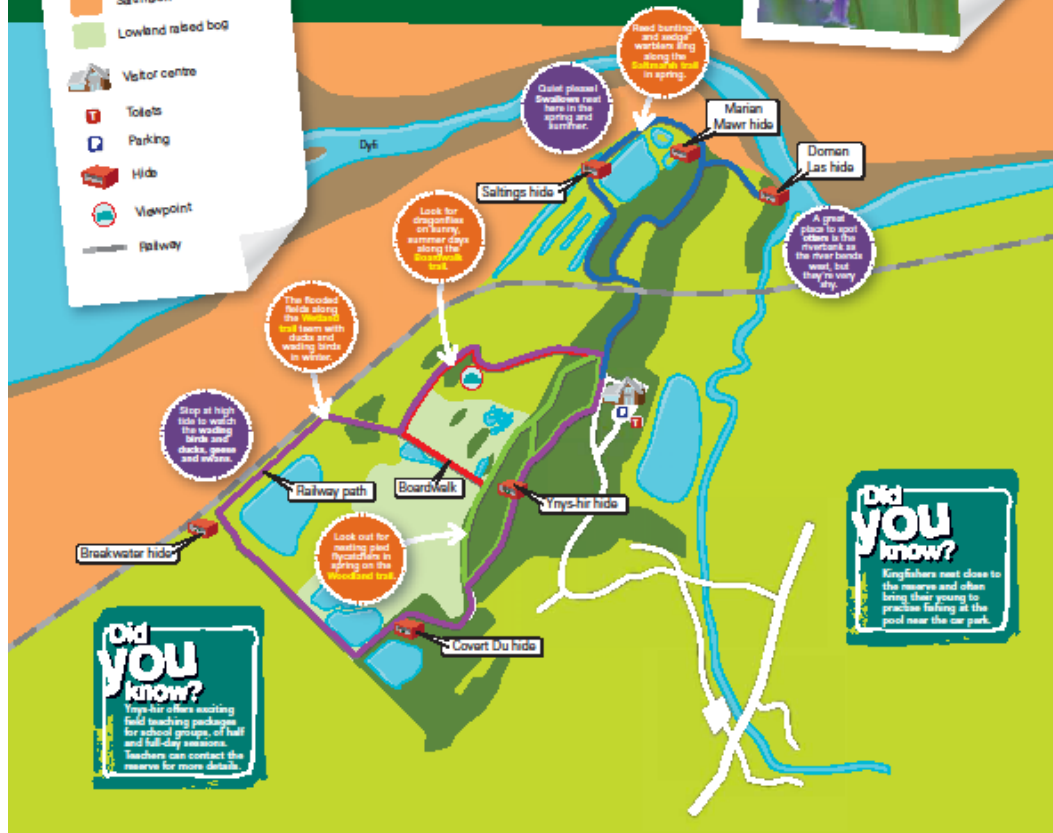 Lowland raised bog
Visitor centre
Toilets
Parking
Hide
Viewpoint
Railway
Reed buntings
and sedge
warblers sing
along the
Saltmarsh trail
in spring.
Quiet please!
Swallows nest
here in the
spring and
summer.
Marian
Mawr hide
Domen
Las hide
Dyfi
Saltings hide
Look for
dragonflies
on sunny,
summer days
along the
Boardwalk
trail.
A great
place to spot
otters is the
riverbank as
the river bends
west, but
they're very
shy.
The flooded
fields along
the Wetland
trail teem with
ducks and
wading birds
in winter.
Stop at high
tide to watch
the wading
birds and
ducks, geese
and swans.
P
T
Railway path
Boardwalk
Ynys-hir hide
Breakwater hide
Look out for
nesting pied
flycatchers in
spring on the
Woodland trail.
Covert Du hide
Did
you
know?
Kingfishers nest close to
the reserve and often
bring their young to
practise fishing at the
pool near the car park.
Did
you
know?
Ynys-hir offers exciting
field teaching packages
for school groups, of half
and full-day sessions.
Teachers can contact the
reserve for more details.